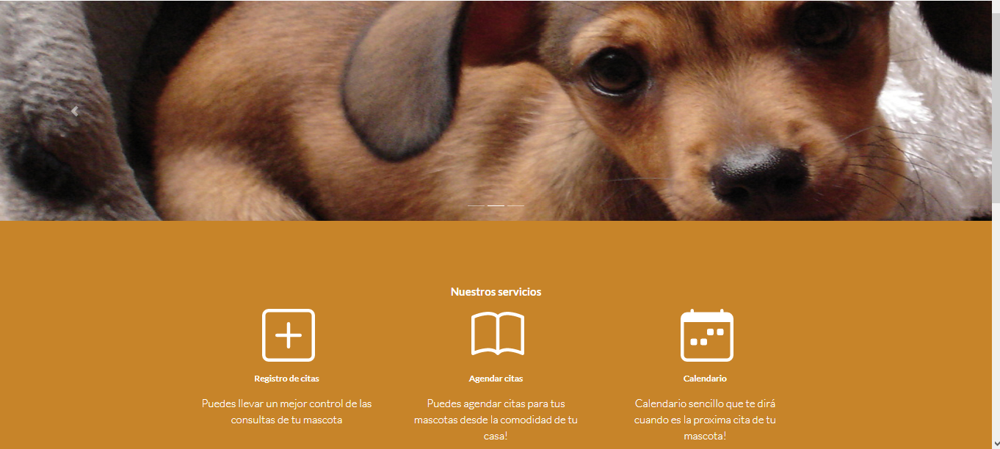 Nuestros servicios
Registro de citas
Puedes llevar un mejor control de las
consultas de tu mascota
Agendar citas
Puedes agendar citas para tus
mascotas desde la comodidad de tu
casa!
Calendario
Calendario sencillo que te dirá
cuando es la proxima cita de tu
mascota!